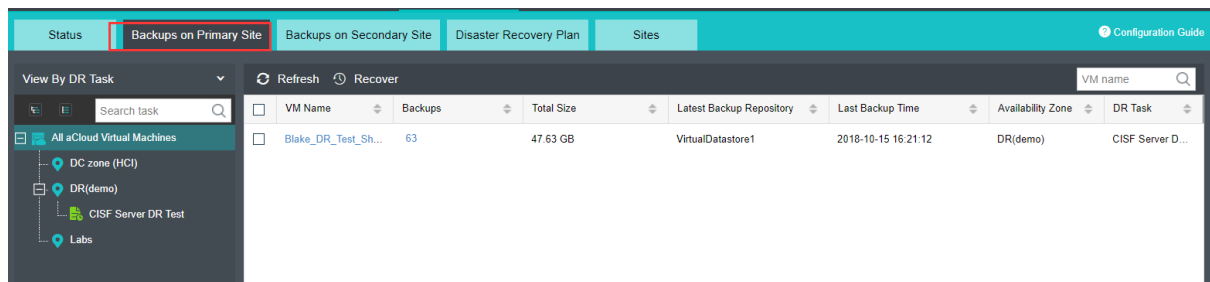 Status
Backups on Primary Site
Backups on Secondary Site
Disaster Recovery Plan
Sites
Configuration Guide
View By DR Task
Refresh
Recover
VM name
Search task
VM Name
Backups
Total Size
Latest Backup Repository
Last Backup Time
Availability Zone
DR Task
All aCloud Virtual Machines
Blake_DR_Test_Sh...
63
47.63 GB
VirtualDatastore1
2018-10-15 16:21:12
DR(demo)
CISF Server D...
DC zone (HCI)
DR(demo)
CISF Server DR Test
Labs